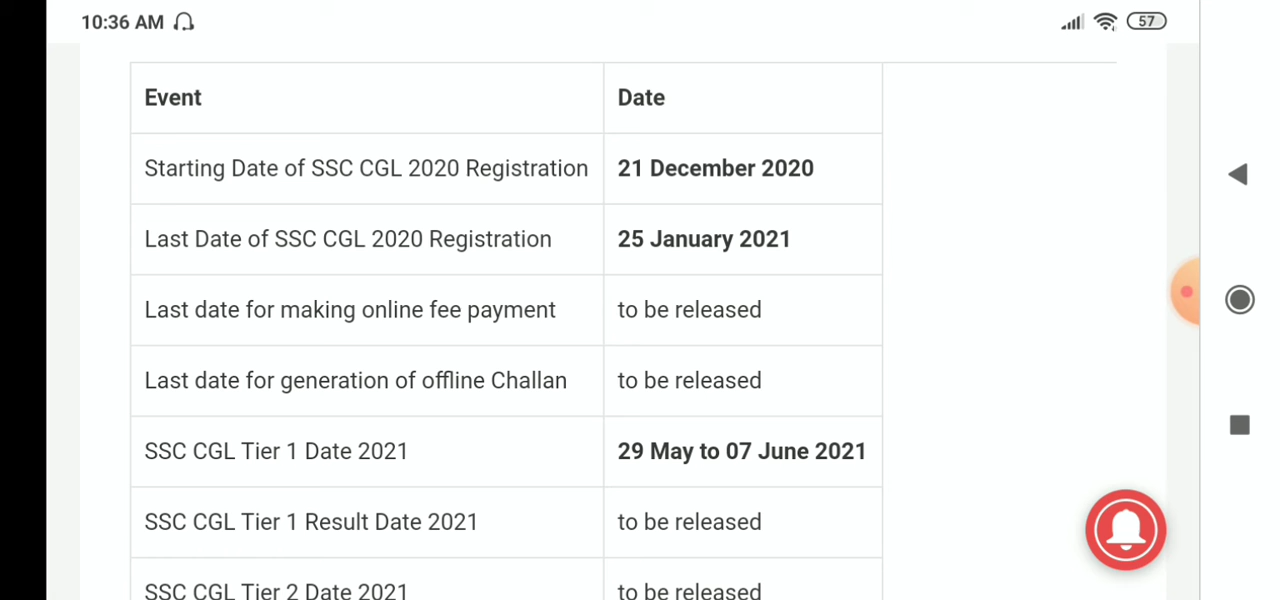 10:36 AM
57
Event Date
Starting Date of SSC CGL 2020 Registration 21 December 2020
Last Date of SSC CGL 2020 Registration 25 January 2021
Last date for making online fee payment to be released
Last date for generation of offline Challan to be released
SSC CGL Tier 1 Date 2021 29 May to 07 June 2021
SSC CGL Tier 1 Result Date 2021 to be released
SSC CGL Tier 2 Date 2021 to be released